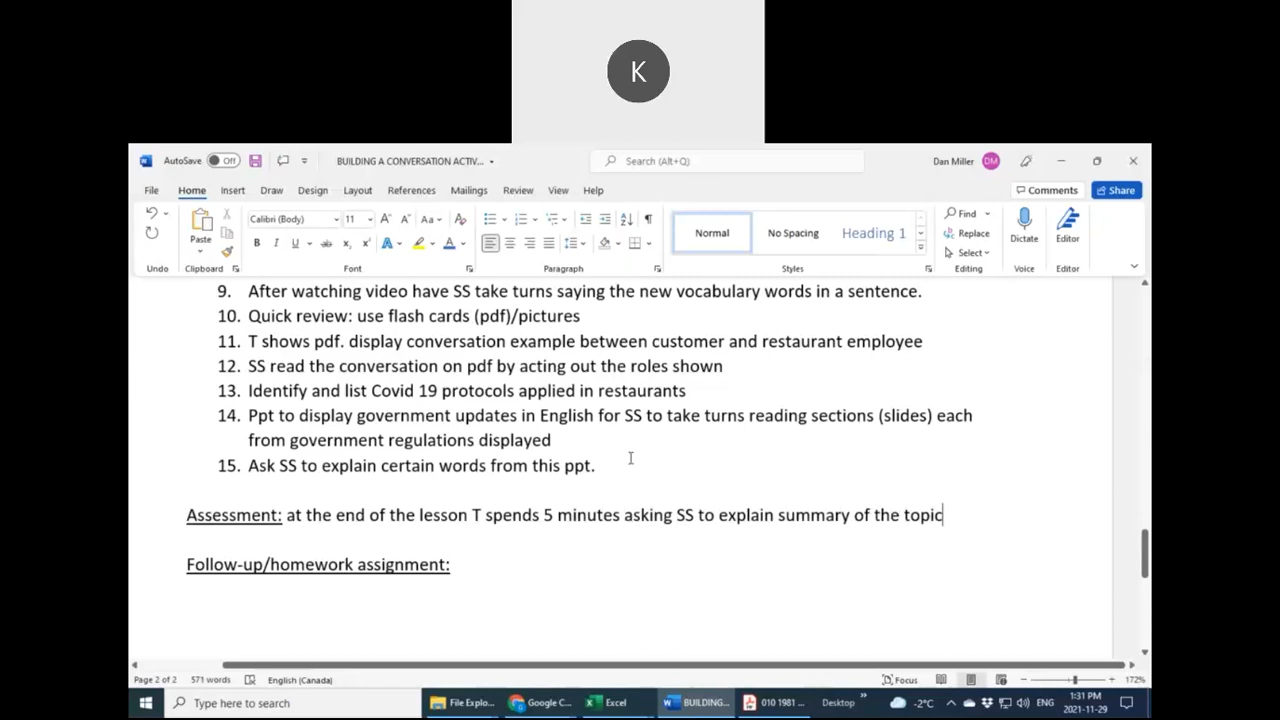 K
AutoSave Off BUILDING A CONVERSATION ACTIV... Search (Alt+Q) Dan Miller DM
File Home Insert Draw Design Layout References Mailings Review View Help Comments Share
Calibri (Body) 11 A A Aa A Find
Paste Normal No Spacing Heading 1 Replace Dictate Editor
B I U ab x₂ x² A A Select
Undo Clipboard Font Paragraph Styles Editing Voice Editor
9. After watching video have SS take turns saying the new vocabulary words in a sentence.
10. Quick review: use flash cards (pdf)/pictures
11. T shows pdf. display conversation example between customer and restaurant employee
12. SS read the conversation on pdf by acting out the roles shown
13. Identify and list Covid 19 protocols applied in restaurants
14. Ppt to display government updates in English for SS to take turns reading sections (slides) each
from government regulations displayed
15. Ask SS to explain certain words from this ppt.
Assessment: at the end of the lesson T spends 5 minutes asking SS to explain summary of the topic
Follow-up/homework assignment:
Page 2 of 2 571 words English (Canada) Focus 172%
Type here to search File Explo... Google C... Excel BUILDING... 010 1981 ... Desktop -2°C ENG 1:31 PM
2021-11-29